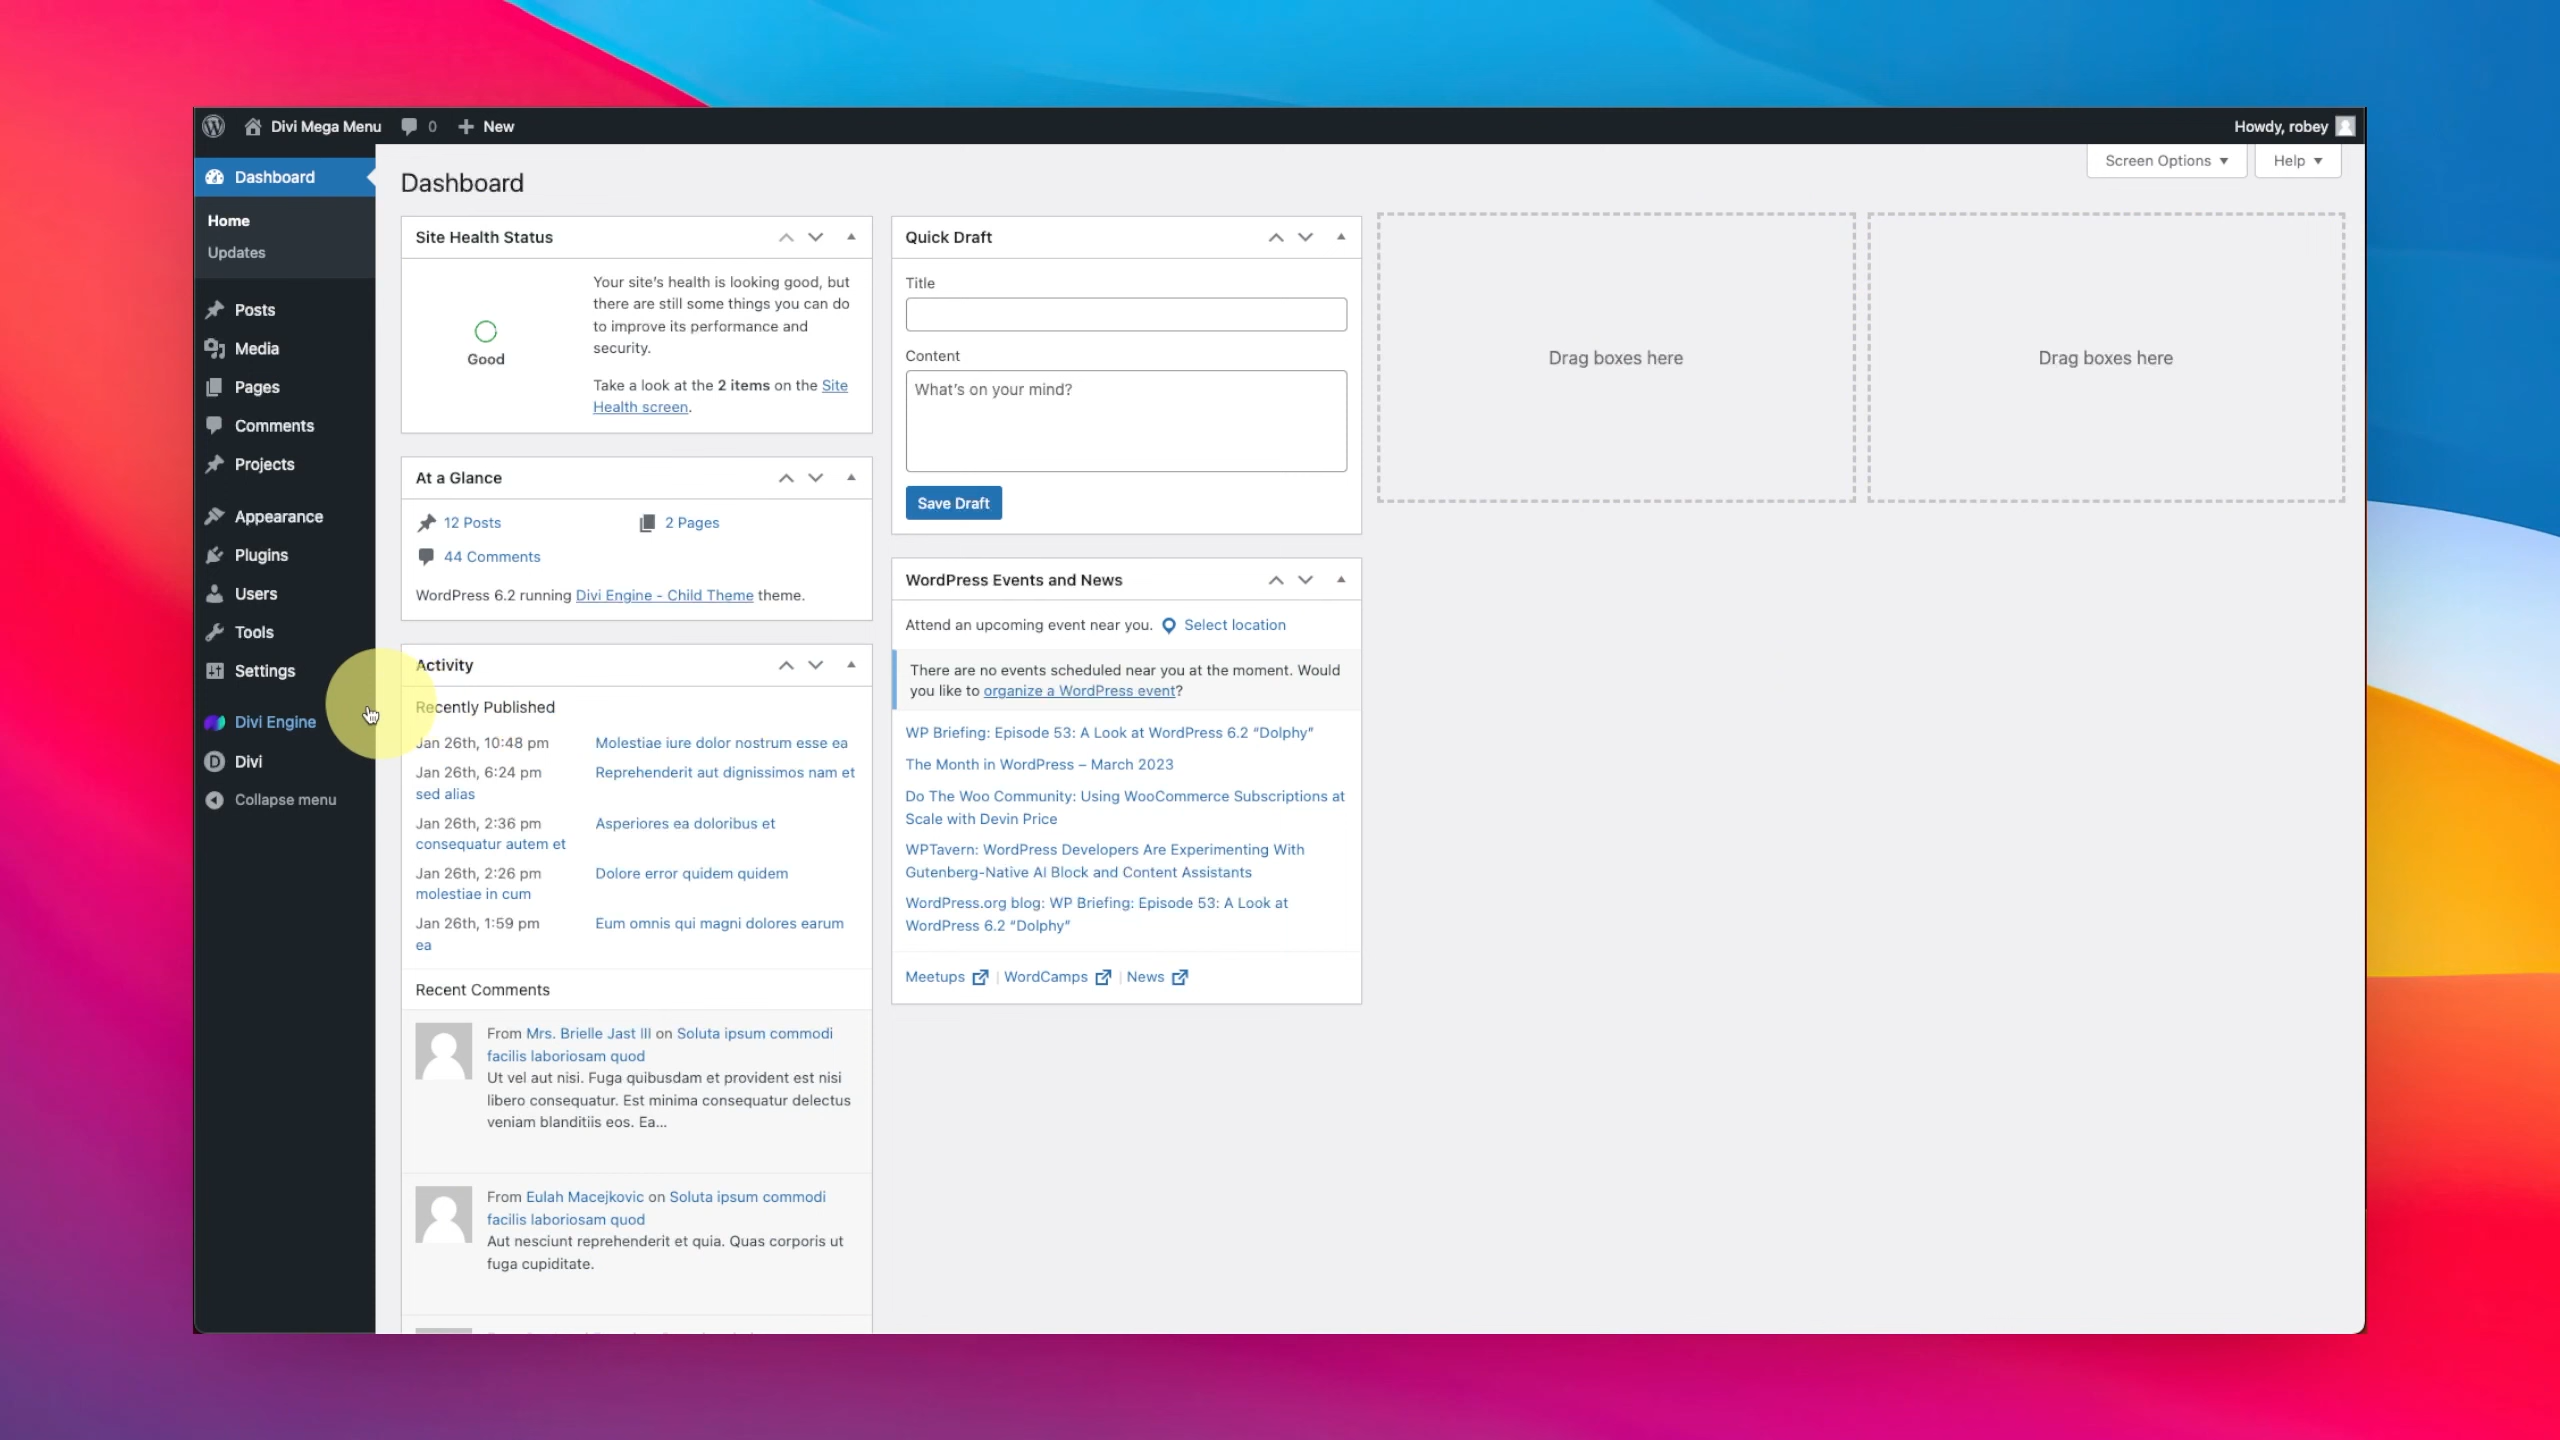 Divi Mega Menu 0 New
Howdy, robey
Dashboard
Home
Updates
Posts
Media
Pages
Comments
Projects
Appearance
Plugins
Users
Tools
Settings
Divi Engine
Divi
Collapse menu
Dashboard
Screen Options
Help
Site Health Status
Good
Your site's health is looking good, but
there are still some things you can do
to improve its performance and
security.
Take a look at the 2 items on the Site
Health screen.
At a Glance
12 Posts
2 Pages
44 Comments
WordPress 6.2 running Divi Engine - Child Theme theme.
Activity
Recently Published
Jan 26th, 10:48 pm Molestiae iure dolor nostrum esse ea
Jan 26th, 6:24 pm Reprehenderit aut dignissimos nam et
sed alias
Jan 26th, 2:36 pm Asperiores ea doloribus et
consequatur autem et
Jan 26th, 2:26 pm Dolore error quidem quidem
molestiae in cum
Jan 26th, 1:59 pm Eum omnis qui magni dolores earum
ea
Recent Comments
From Mrs. Brielle Jast III on Soluta ipsum commodi
facilis laboriosam quod
Ut vel aut nisi. Fuga quibusdam et provident est nisi
libero consequatur. Est minima consequatur delectus
veniam blanditiis eos. Ea...
From Eulah Macejkovic on Soluta ipsum commodi
facilis laboriosam quod
Aut nesciunt reprehenderit et quia. Quas corporis ut
fuga cupiditate.
Quick Draft
Title
Content
What's on your mind?
Save Draft
WordPress Events and News
Attend an upcoming event near you. Select location
There are no events scheduled near you at the moment. Would
you like to organize a WordPress event?
WP Briefing: Episode 53: A Look at WordPress 6.2 “Dolphy”
The Month in WordPress – March 2023
Do The Woo Community: Using WooCommerce Subscriptions at
Scale with Devin Price
WPTavern: WordPress Developers Are Experimenting With
Gutenberg-Native AI Block and Content Assistants
WordPress.org blog: WP Briefing: Episode 53: A Look at
WordPress 6.2 “Dolphy”
Meetups | WordCamps | News
Drag boxes here
Drag boxes here